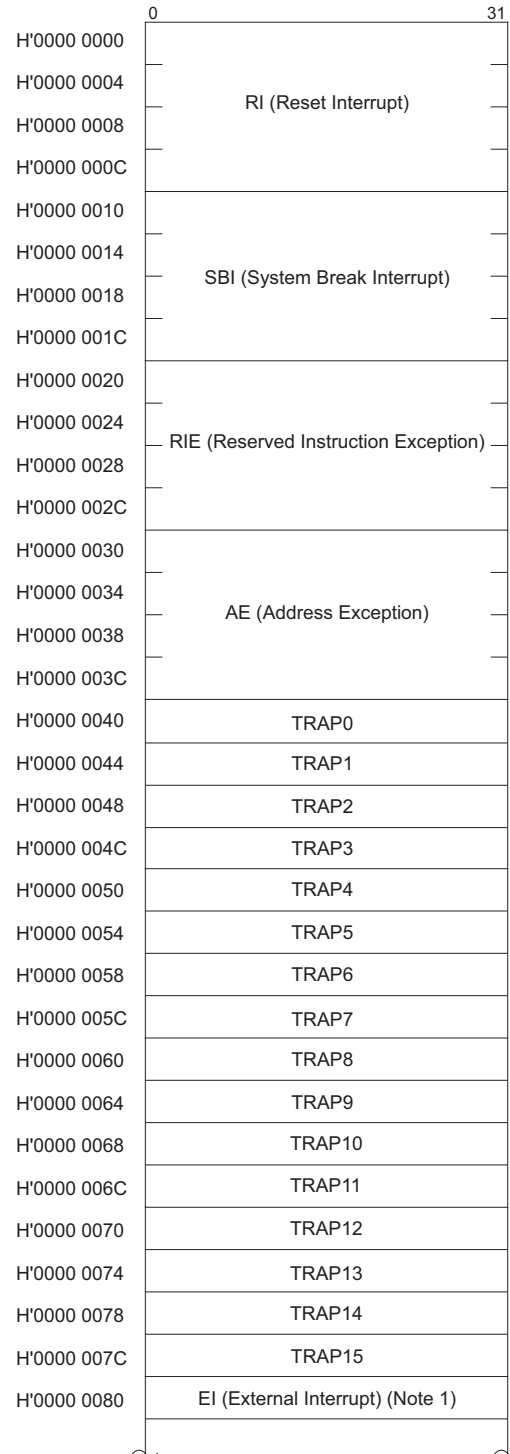 0 31
H'0000 0000
H'0000 0004
RI (Reset Interrupt)
H'0000 0008
H'0000 000C
H'0000 0010
H'0000 0014
SBI (System Break Interrupt)
H'0000 0018
H'0000 001C
H'0000 0020
H'0000 0024
RIE (Reserved Instruction Exception)
H'0000 0028
H'0000 002C
H'0000 0030
H'0000 0034
AE (Address Exception)
H'0000 0038
H'0000 003C
H'0000 0040 TRAP0
H'0000 0044 TRAP1
H'0000 0048 TRAP2
H'0000 004C TRAP3
H'0000 0050 TRAP4
H'0000 0054 TRAP5
H'0000 0058 TRAP6
H'0000 005C TRAP7
H'0000 0060 TRAP8
H'0000 0064 TRAP9
H'0000 0068 TRAP10
H'0000 006C TRAP11
H'0000 0070 TRAP12
H'0000 0074 TRAP13
H'0000 0078 TRAP14
H'0000 007C TRAP15
H'0000 0080 EI (External Interrupt) (Note 1)